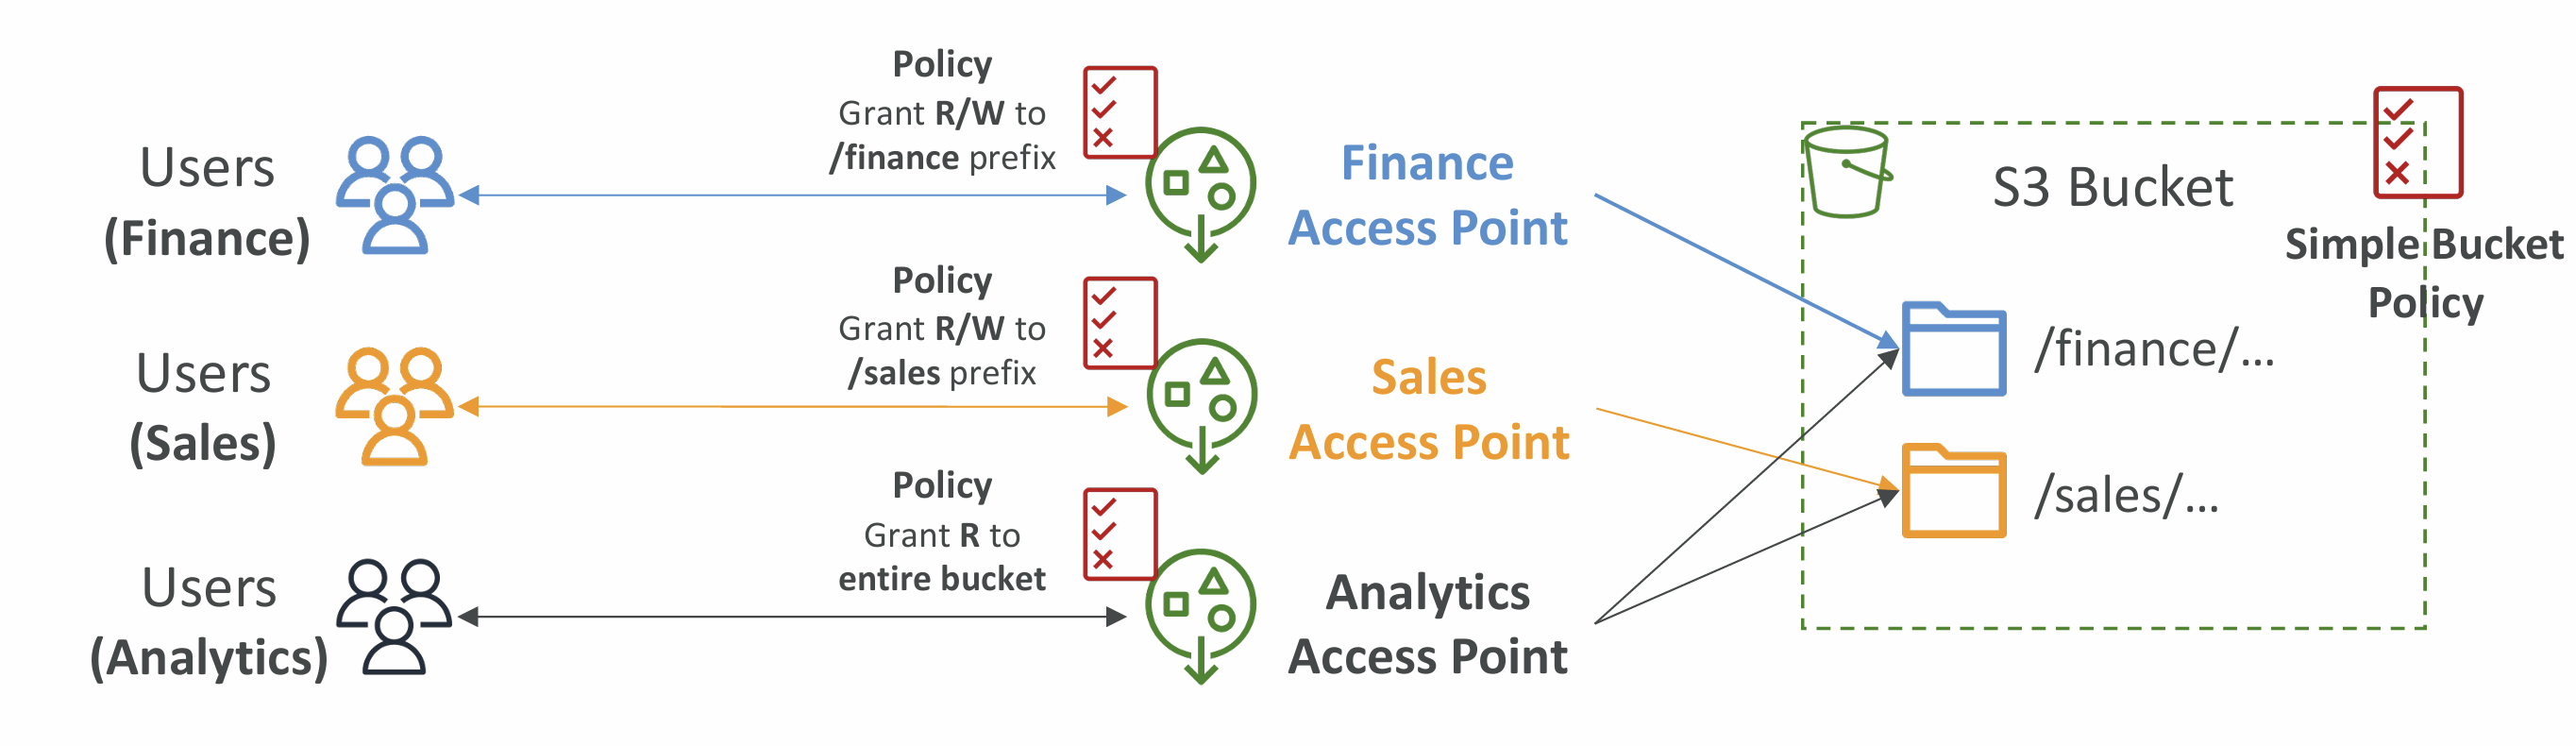 Users
(Finance)
Policy
Grant R/W to
/finance prefix
Finance
Access Point
Users
(Sales)
Policy
Grant R/W to
/sales prefix
Sales
Access Point
Users
(Analytics)
Policy
Grant R to
entire bucket
Analytics
Access Point
S3 Bucket
Simple Bucket
Policy
/finance/...
/sales/...